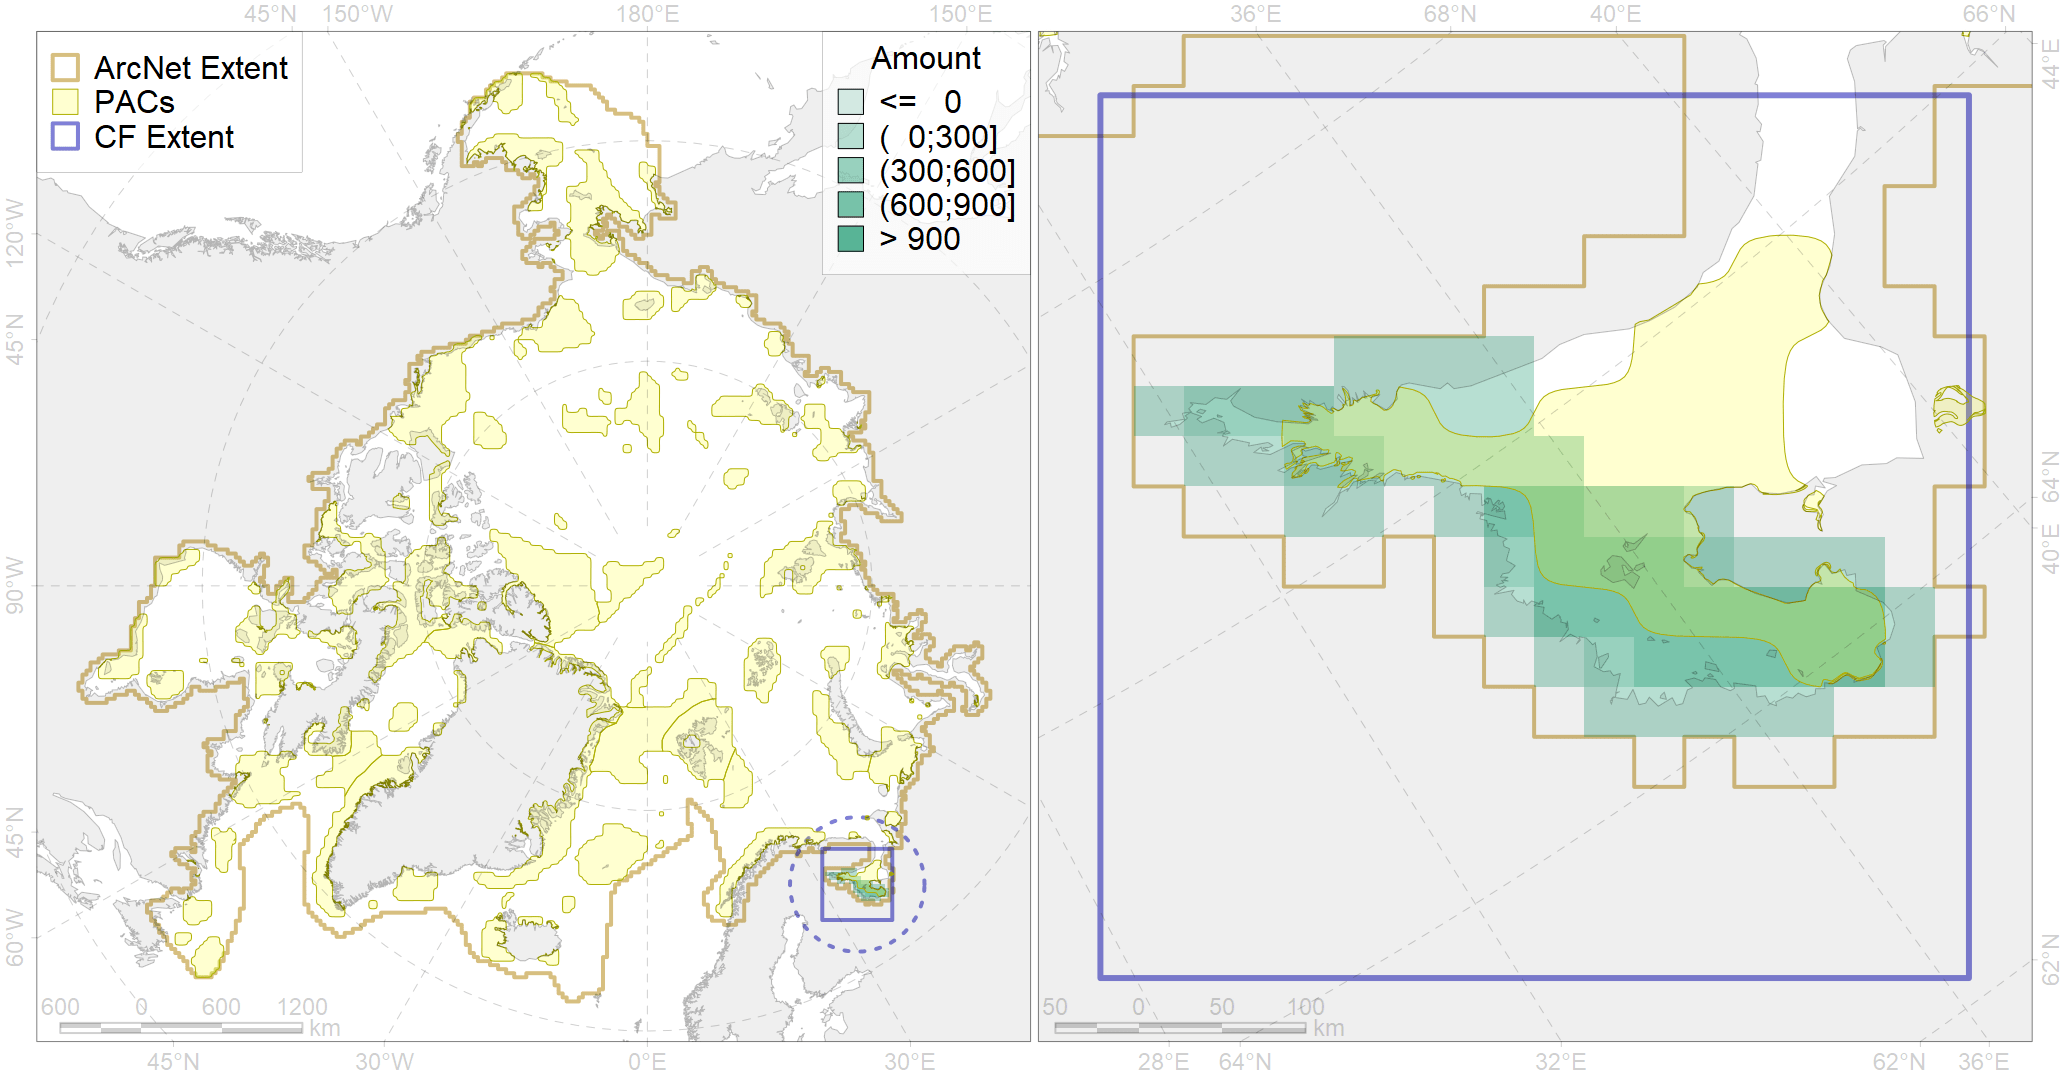 45°N 150°W 180°E 150°E 36°E 68°N 40°E 66°N
ArcNet Extent
PACs
CF Extent
Amount
<= 0
( 0;300]
(300;600]
(600;900]
> 900
120°W
45°N
90°W
45°N
60°W
44°E
64°N
40°E
62°N
600 0 600 1200
km
50 0 50 100
km
45°N 30°W 0°E 30°E 28°E 64°N 32°E 62°N 36°E